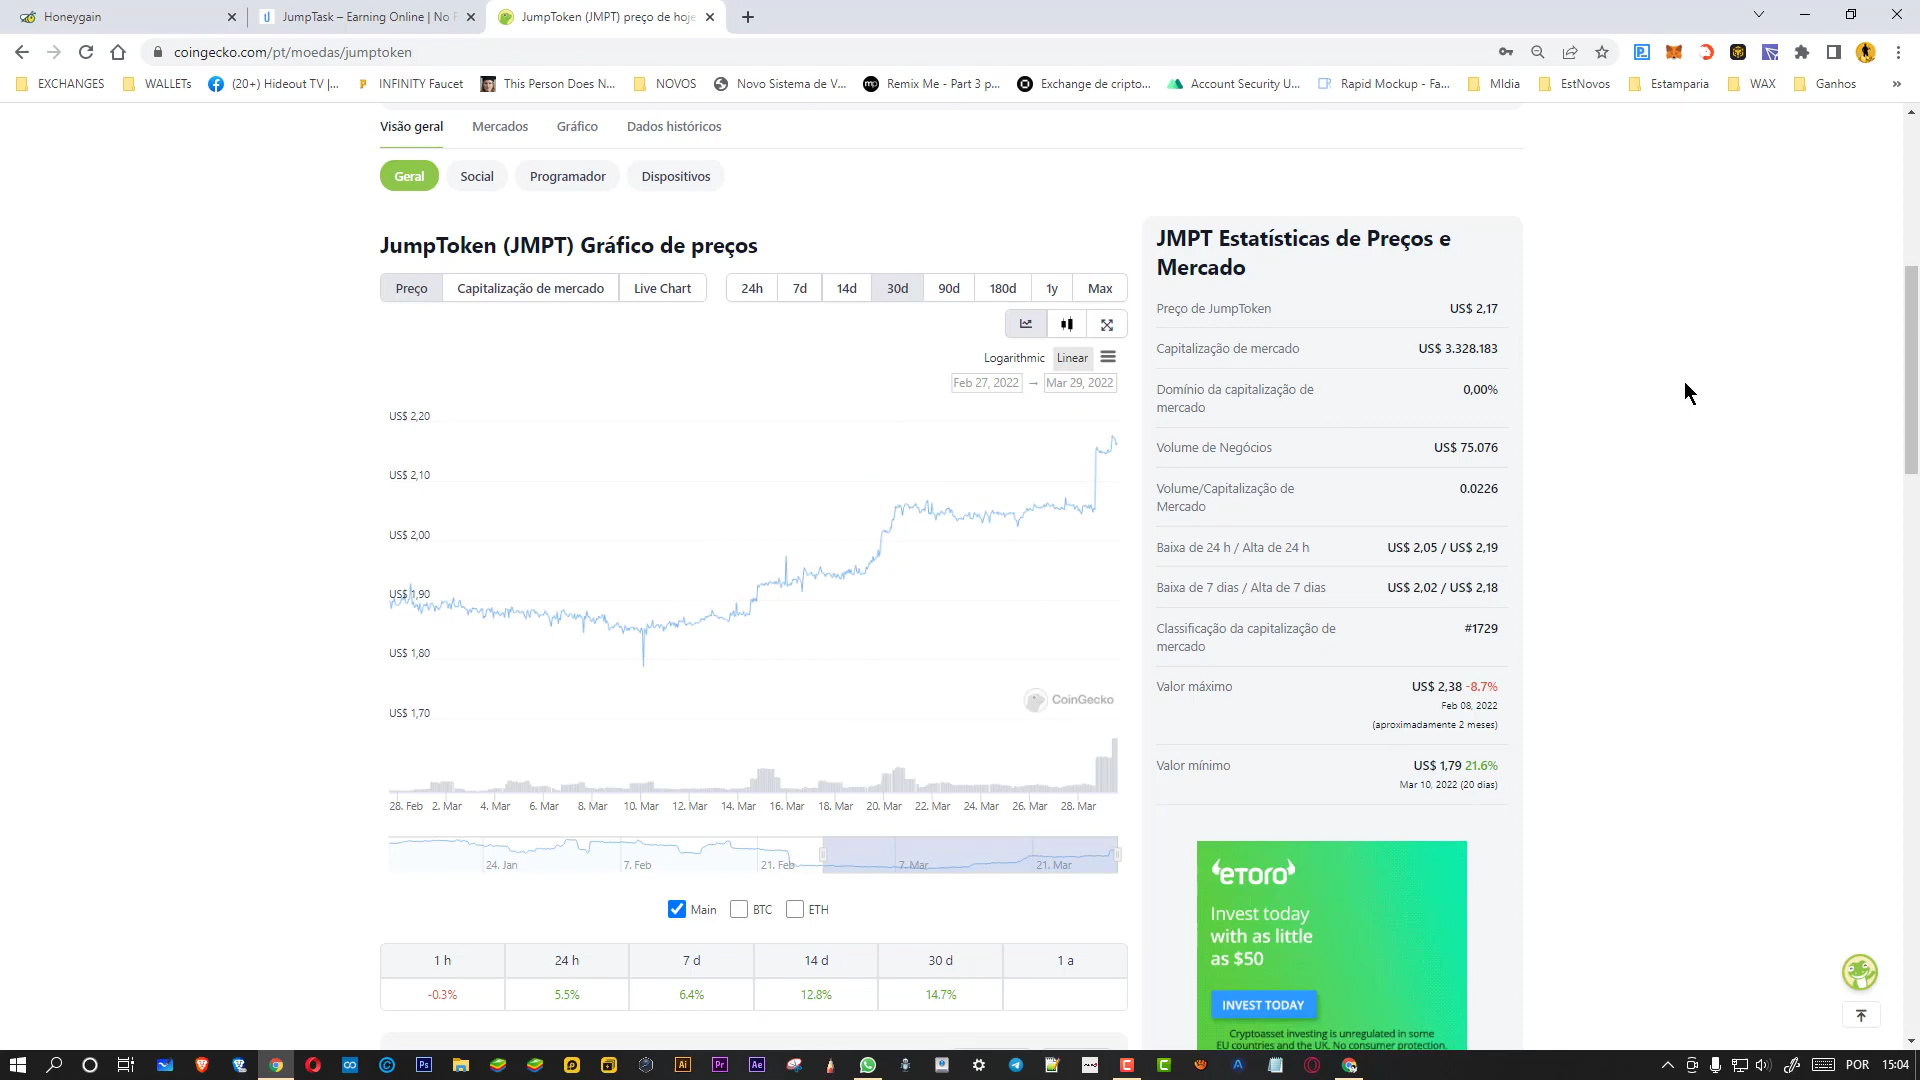 Honeygain
JumpTask – Earning Online | No F
JumpToken (JMPT) preço de hoje
coingecko.com/pt/moedas/jumptoken
EXCHANGES
WALLETs
(20+) Hideout TV |...
INFINITY Faucet
This Person Does N...
NOVOS
Novo Sistema de V...
Remix Me - Part 3 p...
Exchange de cripto...
Account Security U...
Rapid Mockup - Fa...
MIdia
EstNovos
Estamparia
WAX
Ganhos
»
Visão geral
Mercados
Gráfico
Dados históricos
Geral
Social
Programador
Dispositivos
JumpToken (JMPT) Gráfico de preços
Preço
Capitalização de mercado
Live Chart
24h
7d
14d
30d
90d
180d
1y
Max
Logarithmic
Linear
Feb 27, 2022 → Mar 29, 2022
US$ 2,20
US$ 2,10
US$ 2,00
US$ 1,90
US$ 1,80
US$ 1,70
CoinGecko
28. Feb
2. Mar
4. Mar
6. Mar
8. Mar
10. Mar
12. Mar
14. Mar
16. Mar
18. Mar
20. Mar
22. Mar
24. Mar
26. Mar
28. Mar
24. Jan
7. Feb
21. Feb
7. Mar
21. Mar
Main
BTC
ETH
1 h
24 h
7 d
14 d
30 d
1 a
-0.3%
5.5%
6.4%
12.8%
14.7%
JMPT Estatísticas de Preços e
Mercado
Preço de JumpToken
US$ 2,17
Capitalização de mercado
US$ 3.328.183
Domínio da capitalização de
mercado
0,00%
Volume de Negócios
US$ 75.076
Volume/Capitalização de
Mercado
0.0226
Baixa de 24 h / Alta de 24 h
US$ 2,05 / US$ 2,19
Baixa de 7 dias / Alta de 7 dias
US$ 2,02 / US$ 2,18
Classificação da capitalização de
mercado
#1729
Valor máximo
US$ 2,38 -8.7%
Feb 08, 2022
(aproximadamente 2 meses)
Valor mínimo
US$ 1,79 21.6%
Mar 10, 2022 (20 dias)
eToro
Invest today
with as little
as $50
INVEST TODAY
Cryptoasset investing is unregulated in some
EU countries and the UK. No consumer protection.
POR
15:04